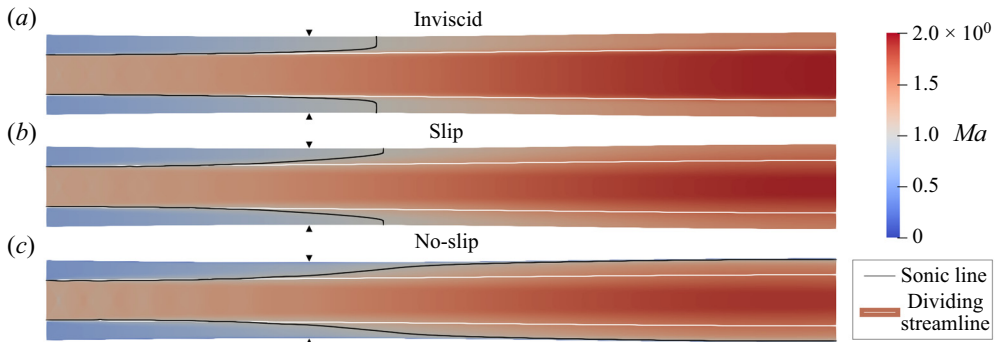 (a)
Inviscid
(b)
Slip
(c)
No-slip
2.0 × 10⁰
1.5
1.0
Ma
0.5
0
Sonic line
Dividing
streamline